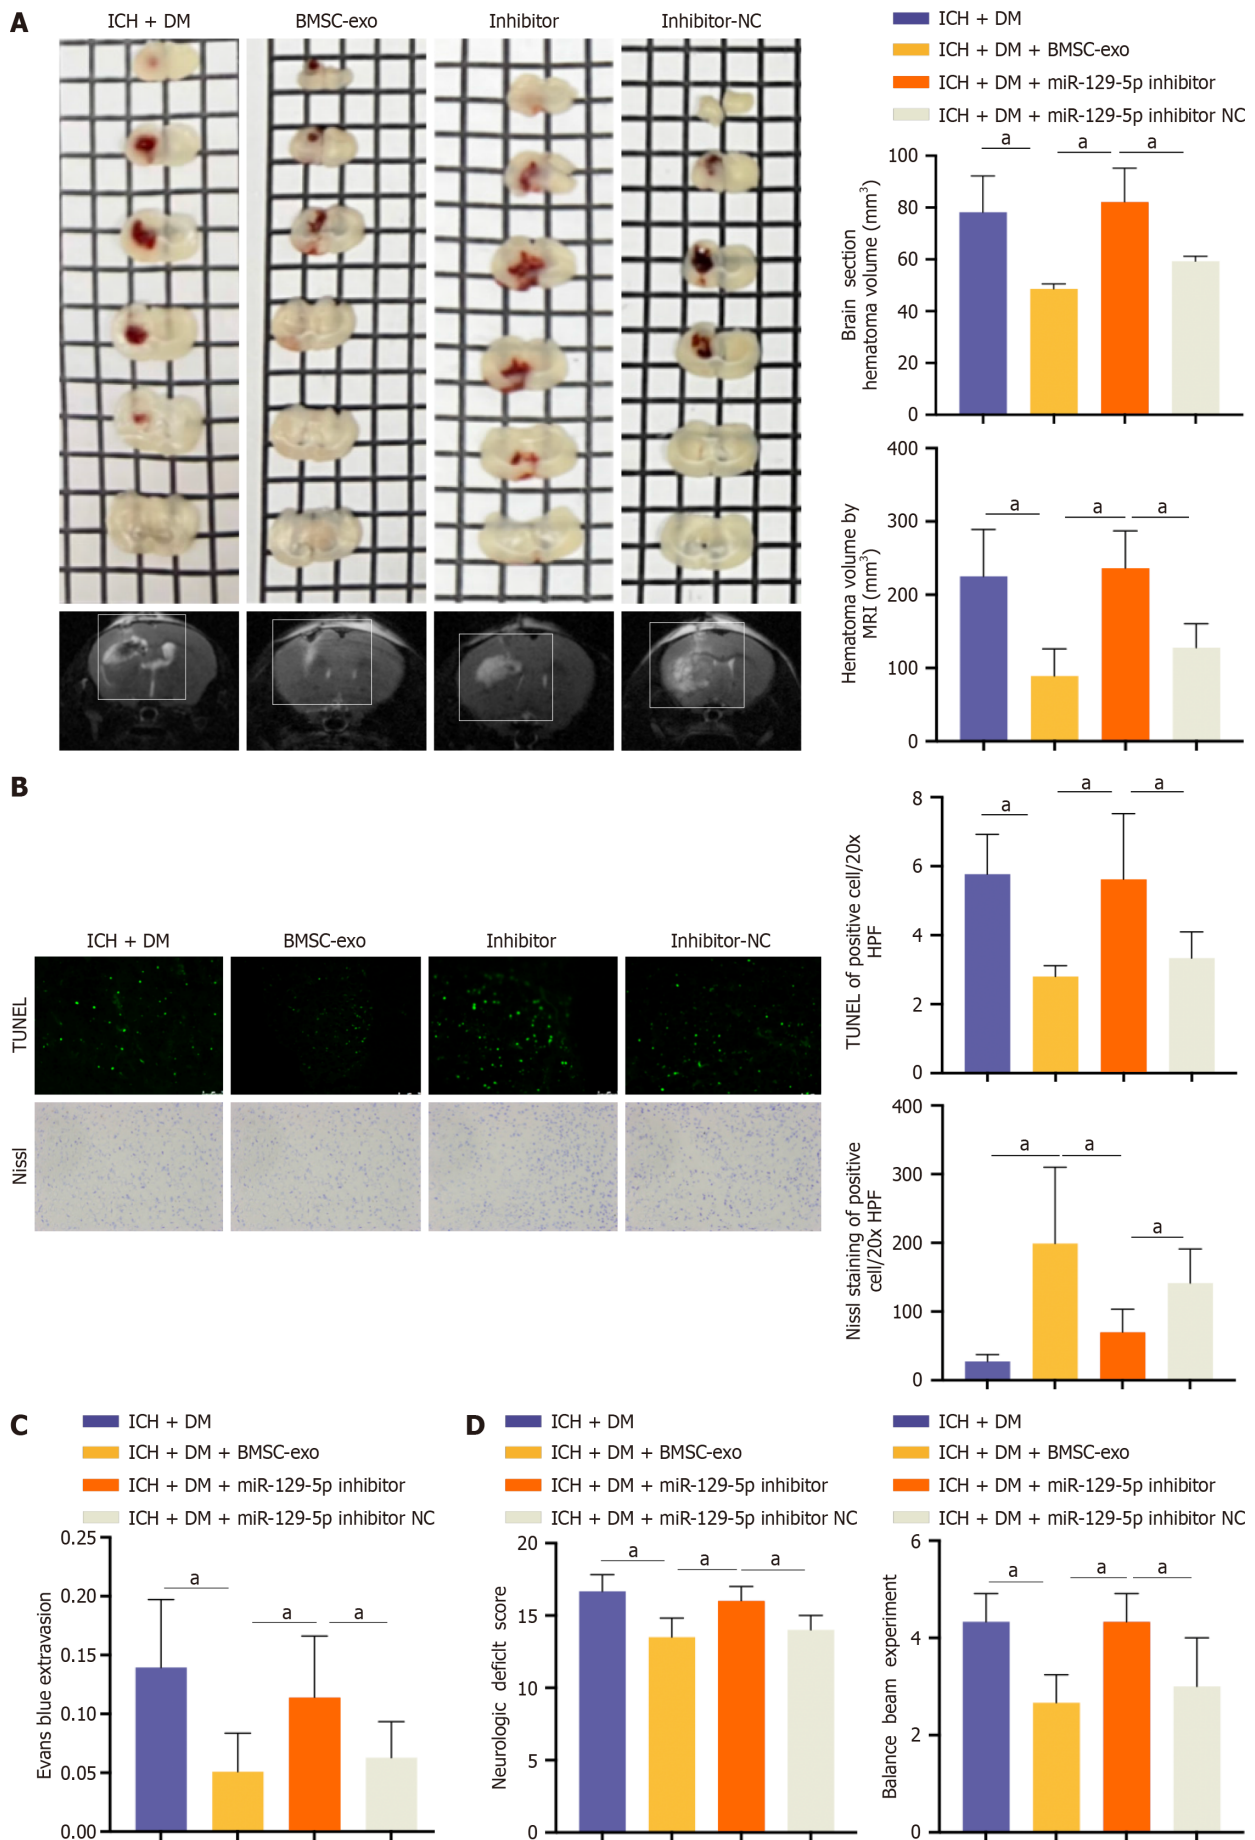 A
ICH + DM
BMSC-exo
Inhibitor
Inhibitor-NC
ICH + DM
ICH + DM + BMSC-exo
ICH + DM + miR-129-5p inhibitor
ICH + DM + miR-129-5p inhibitor NC
a
a
a
100
80
60
40
20
0
Brain section
hematoma volume (mm³)
400
300
200
100
0
a
a
a
Hematoma volume by
MRI (mm³)
B
ICH + DM
BMSC-exo
Inhibitor
Inhibitor-NC
TUNEL
Nissl
8
6
4
2
0
a
a
a
TUNEL of positive cell/20x
HPF
400
300
200
100
0
a
a
a
Nissl staining of positive
cell/20x HPF
C
ICH + DM
ICH + DM + BMSC-exo
ICH + DM + miR-129-5p inhibitor
ICH + DM + miR-129-5p inhibitor NC
0.25
0.20
0.15
0.10
0.05
0.00
a
a
a
Evans blue extravasion
D
ICH + DM
ICH + DM + BMSC-exo
ICH + DM + miR-129-5p inhibitor
ICH + DM + miR-129-5p inhibitor NC
20
15
10
5
0
a
a
a
Neurologic deficlt score
ICH + DM
ICH + DM + BMSC-exo
ICH + DM + miR-129-5p inhibitor
ICH + DM + miR-129-5p inhibitor NC
6
4
2
0
a
a
a
Balance beam experiment